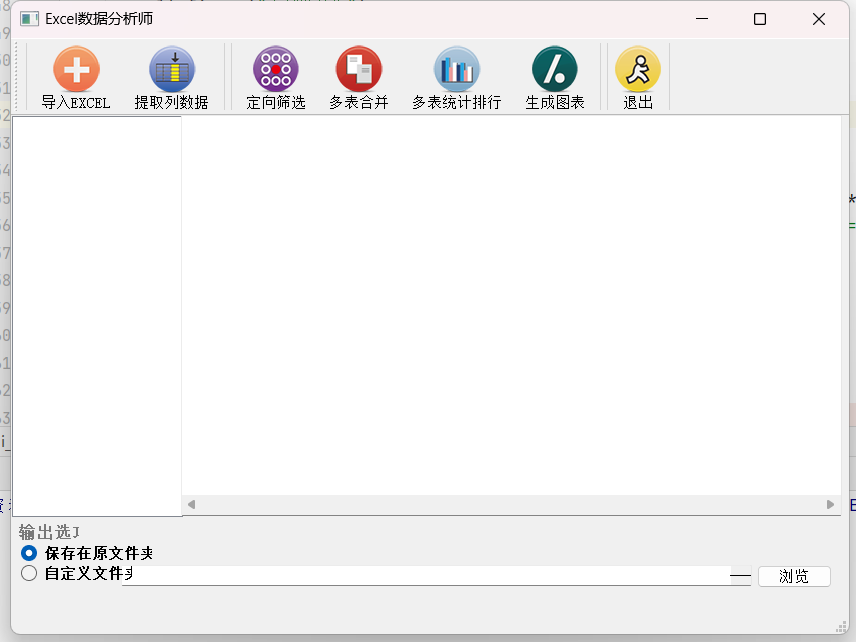 Excel数据分析师
导入EXCEL 提取列数据 定向筛选 多表合并 多表统计排行 生成图表 退出
输出选
保存在原文件夹
自定义文件夹
浏览